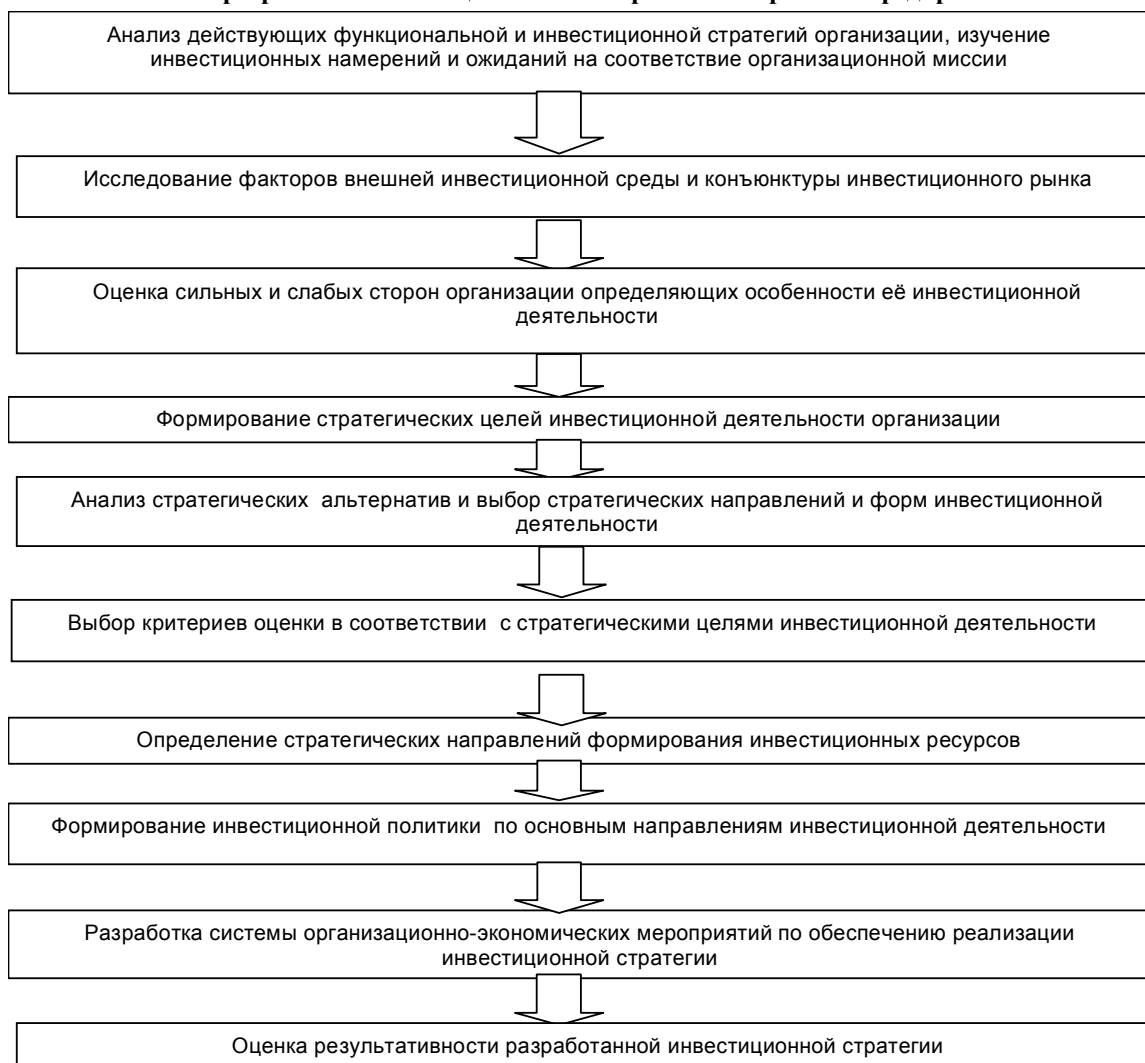 Анализ действующих функциональной и инвестиционной стратегий организации, изучение
инвестиционных намерений и ожиданий на соответствие организационной миссии
Исследование факторов внешней инвестиционной среды и конъюнктуры инвестиционного рынка
Оценка сильных и слабых сторон организации определяющих особенности её инвестиционной
деятельности
Формирование стратегических целей инвестиционной деятельности организации
Анализ стратегических альтернатив и выбор стратегических направлений и форм инвестиционной
деятельности
Выбор критериев оценки в соответствии с стратегическими целями инвестиционной деятельности
Определение стратегических направлений формирования инвестиционных ресурсов
Формирование инвестиционной политики по основным направлениям инвестиционной деятельности
Разработка системы организационно-экономических мероприятий по обеспечению реализации
инвестиционной стратегии
Оценка результативности разработанной инвестиционной стратегии